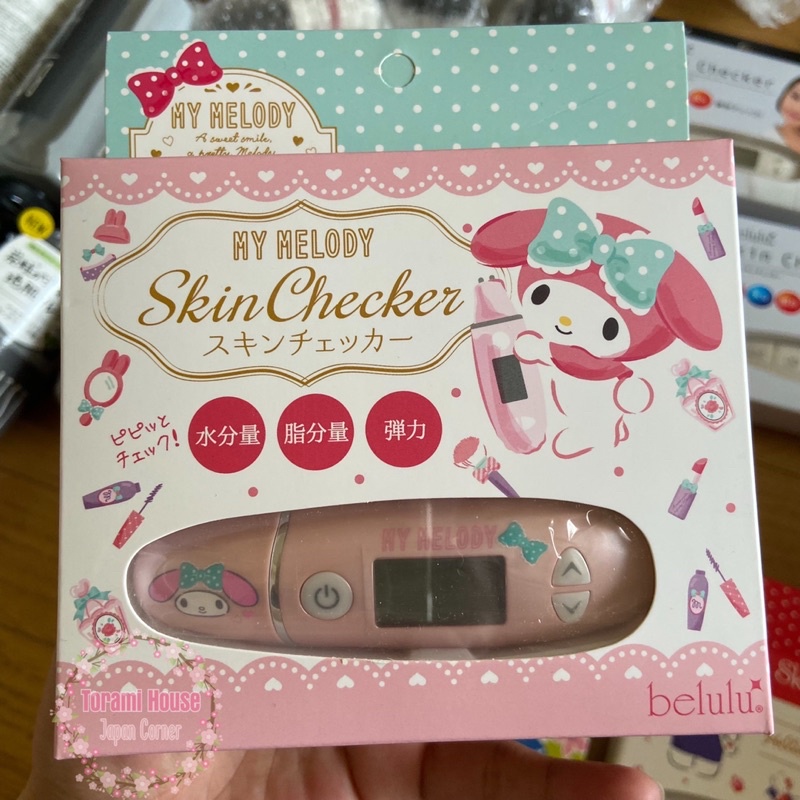 MY MELODY
A sweet smile,
a pretty Melody
MY MELODY
Skin Checker
スキンチェッカー
ピピッと
チェック!
水分量
脂分量
弾力
MY MELODY
belulu®
Torami House
Japan Corner
Checker